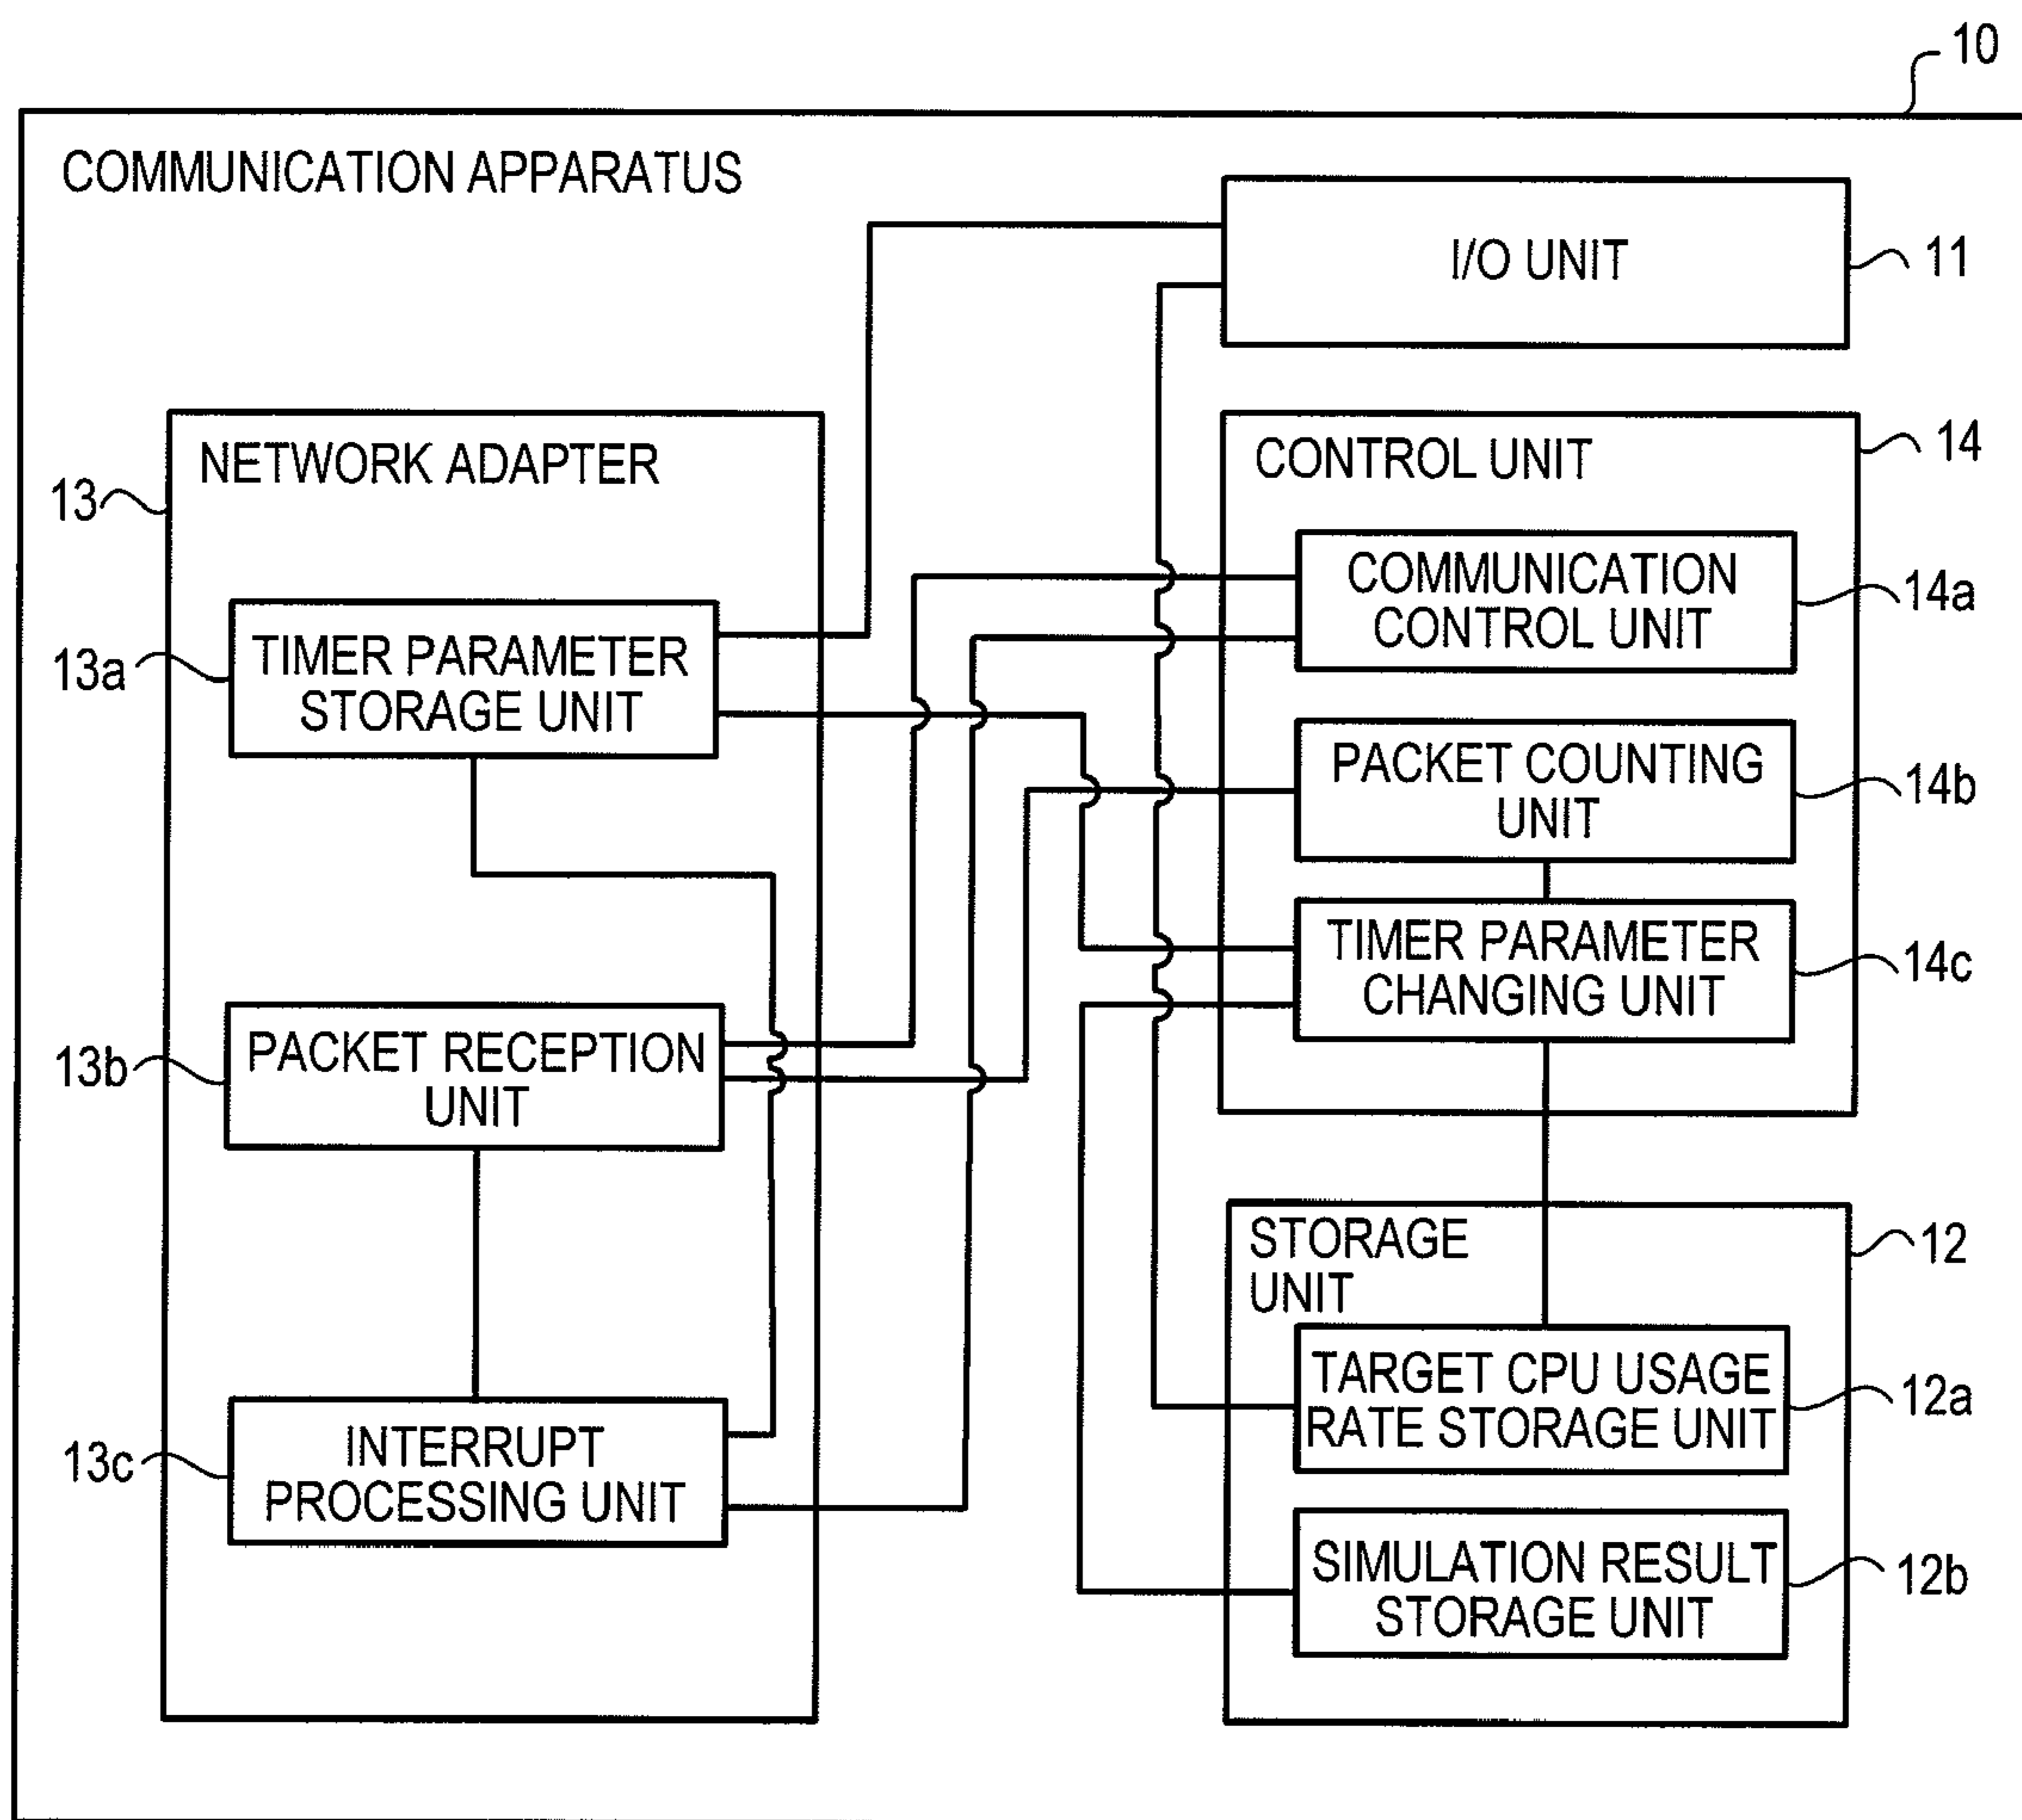 10
COMMUNICATION APPARATUS
I/O UNIT
11
NETWORK ADAPTER
13
CONTROL UNIT
14
TIMER PARAMETER
STORAGE UNIT
13a
COMMUNICATION
CONTROL UNIT
14a
PACKET COUNTING
UNIT
14b
TIMER PARAMETER
CHANGING UNIT
14c
PACKET RECEPTION
UNIT
13b
STORAGE
UNIT
12
TARGET CPU USAGE
RATE STORAGE UNIT
12a
INTERRUPT
PROCESSING UNIT
13c
SIMULATION RESULT
STORAGE UNIT
12b